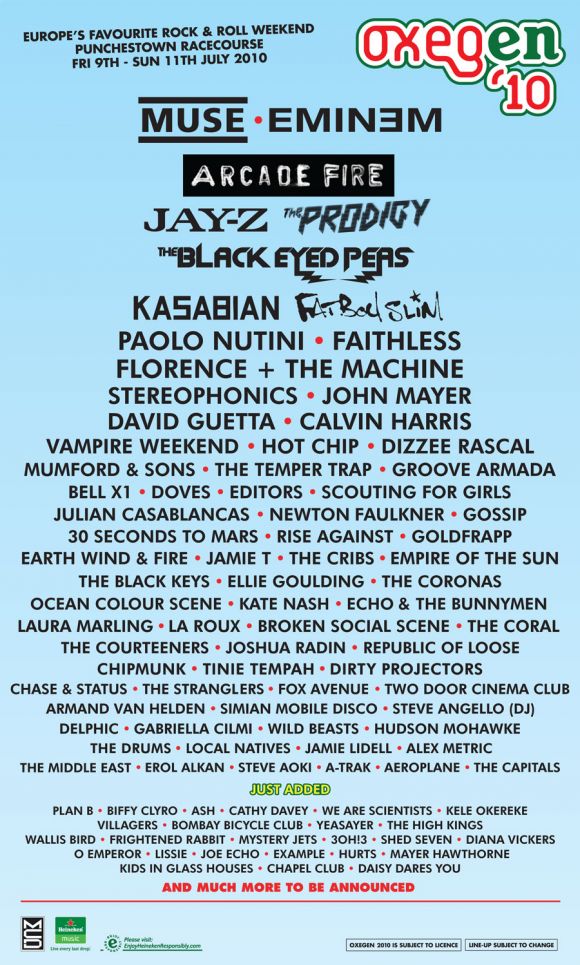 EUROPE'S FAVOURITE ROCK & ROLL WEEKEND
PUNCHESTOWN RACECOURSE
FRI 9TH - SUN 11TH JULY 2010
oxegen
'10
MUSE • EMINEM
ARCADE FIRE
JAY-Z THE PRODIGY
THE BLACK EYED PEAS
KASABIAN FATBOY SLIM
PAOLO NUTINI • FAITHLESS
FLORENCE + THE MACHINE
STEREOPHONICS • JOHN MAYER
DAVID GUETTA • CALVIN HARRIS
VAMPIRE WEEKEND • HOT CHIP • DIZZEE RASCAL
MUMFORD & SONS • THE TEMPER TRAP • GROOVE ARMADA
BELL X1 • DOVES • EDITORS • SCOUTING FOR GIRLS
JULIAN CASABLANCAS • NEWTON FAULKNER • GOSSIP
30 SECONDS TO MARS • RISE AGAINST • GOLDFRAPP
EARTH WIND & FIRE • JAMIE T • THE CRIBS • EMPIRE OF THE SUN
THE BLACK KEYS • ELLIE GOULDING • THE CORONAS
OCEAN COLOUR SCENE • KATE NASH • ECHO & THE BUNNYMEN
LAURA MARLING • LA ROUX • BROKEN SOCIAL SCENE • THE CORAL
THE COURTEENERS • JOSHUA RADIN • REPUBLIC OF LOOSE
CHIPMUNK • TINIE TEMPAH • DIRTY PROJECTORS
CHASE & STATUS • THE STRANGLERS • FOX AVENUE • TWO DOOR CINEMA CLUB
ARMAND VAN HELDEN • SIMIAN MOBILE DISCO • STEVE ANGELLO (DJ)
DELPHIC • GABRIELLA CILMI • WILD BEASTS • HUDSON MOHAWKE
THE DRUMS • LOCAL NATIVES • JAMIE LIDELL • ALEX METRIC
THE MIDDLE EAST • EROL ALKAN • STEVE AOKI • A-TRAK • AEROPLANE • THE CAPITALS
JUST ADDED
PLAN B • BIFFY CLYRO • ASH • CATHY DAVEY • WE ARE SCIENTISTS • KELE OKEREKE
VILLAGERS • BOMBAY BICYCLE CLUB • YEASAYER • THE HIGH KINGS
WALLIS BIRD • FRIGHTENED RABBIT • MYSTERY JETS • 3OH!3 • SHED SEVEN • DIANA VICKERS
O EMPEROR • LISSIE • JOE ECHO • EXAMPLE • HURTS • MAYER HAWTHORNE
KIDS IN GLASS HOUSES • CHAPEL CLUB • DAISY DARES YOU
AND MUCH MORE TO BE ANNOUNCED
Heineken
music
Live every last drop!
Please visit:
EnjoyHeinekenResponsibly.com
OXEGEN 2010 IS SUBJECT TO LICENCE
LINE-UP SUBJECT TO CHANGE